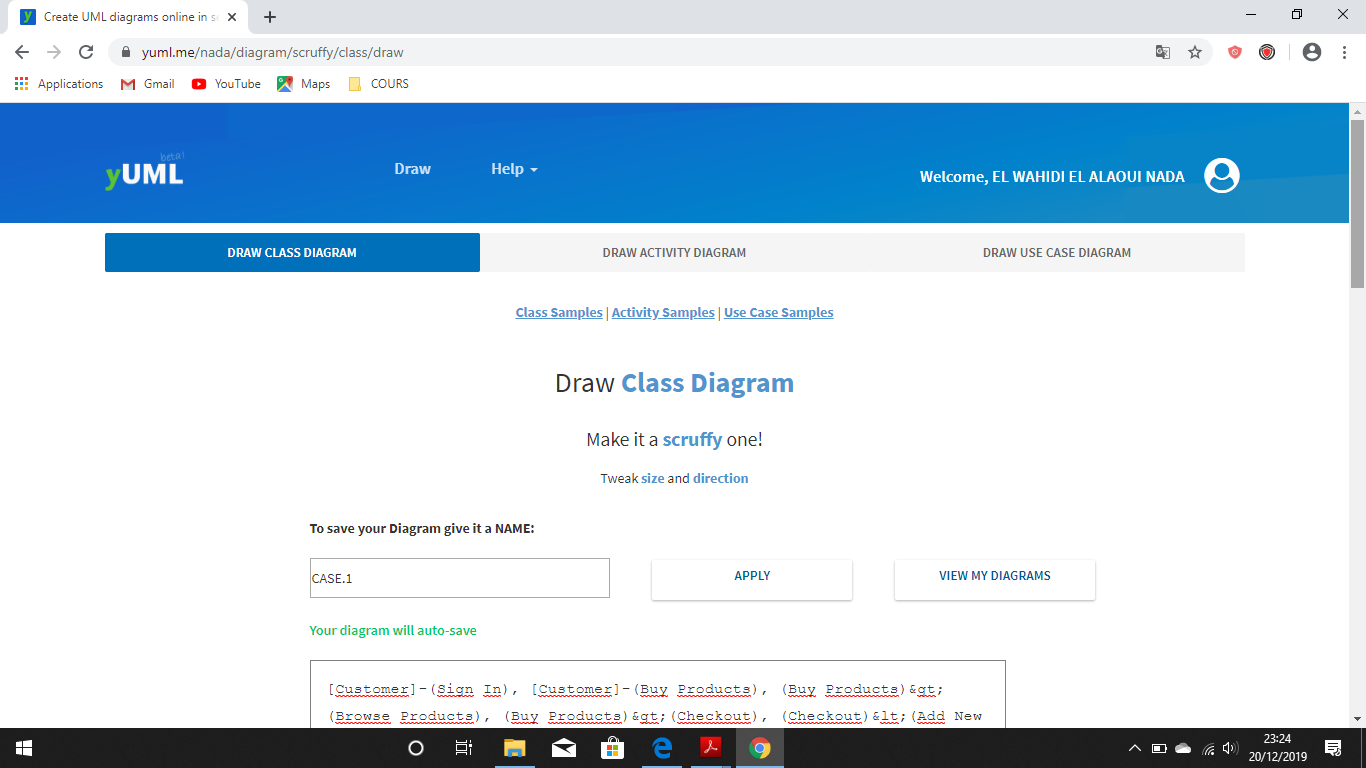 Create UML diagrams online in se
yuml.me/nada/diagram/scruffy/class/draw
Applications Gmail YouTube Maps COURS
beta!
yUML Draw Help Welcome, EL WAHIDI EL ALAOUI NADA
DRAW CLASS DIAGRAM DRAW ACTIVITY DIAGRAM DRAW USE CASE DIAGRAM
Class Samples | Activity Samples | Use Case Samples
Draw Class Diagram
Make it a scruffy one!
Tweak size and direction
To save your Diagram give it a NAME:
CASE.1 APPLY VIEW MY DIAGRAMS
Your diagram will auto-save
[Customer]-(Sign In), [Customer]-(Buy Products), (Buy Products)&gt;
(Browse Products), (Buy Products)&gt;(Checkout), (Checkout)&lt;(Add New
23:24
20/12/2019